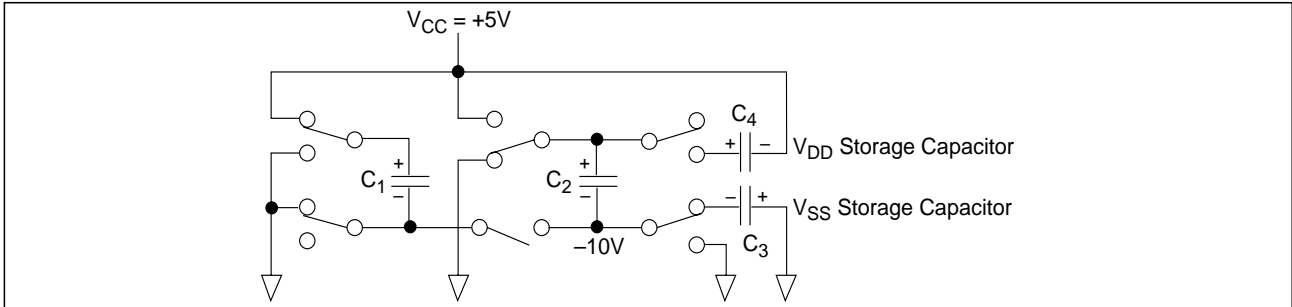 V_CC = +5V
C_4
+ –
V_DD Storage Capacitor
+
C_1
–
+
C_2
–
– +
V_SS Storage Capacitor
–10V
C_3